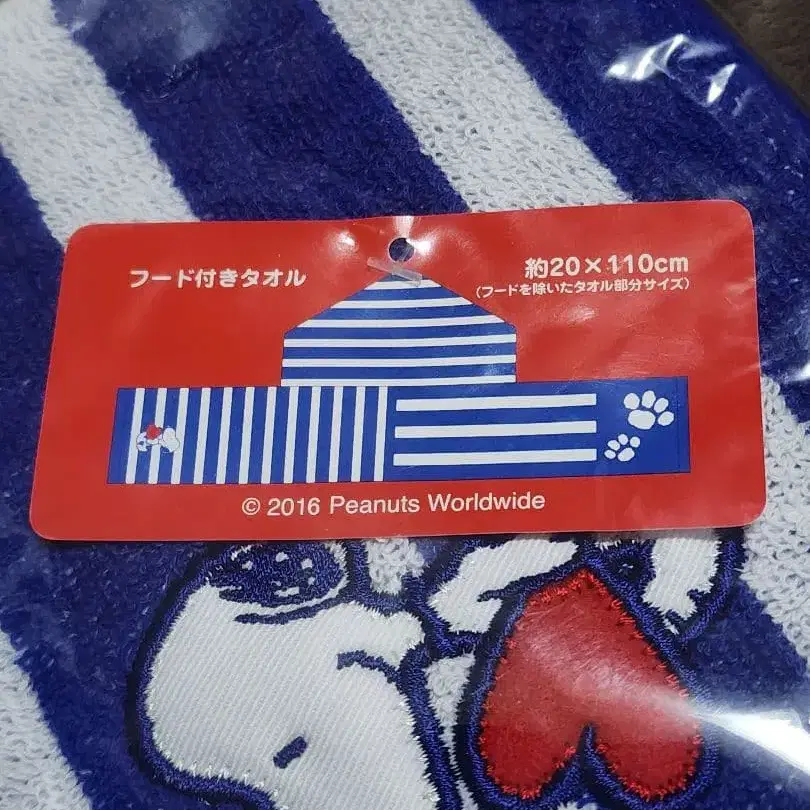 フード付きタオル
約20×110cm
(フードを除いたタオル部分サイズ)
© 2016 Peanuts Worldwide